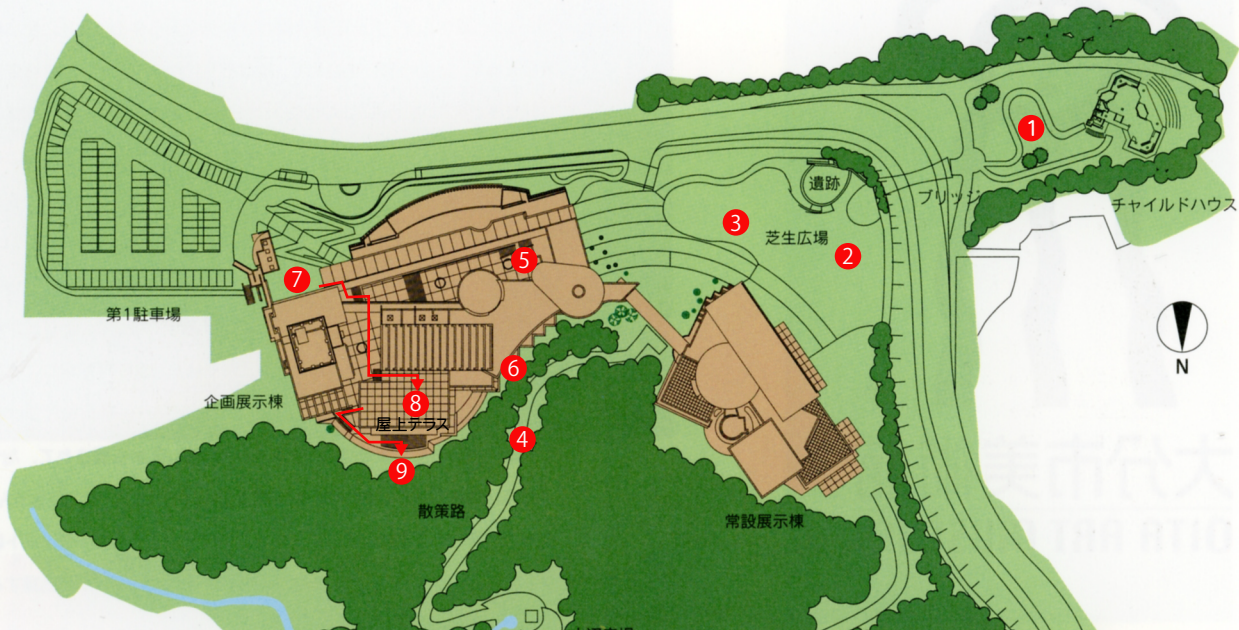 1
遺跡
ブリッジ
チャイルドハウス
3
芝生広場
2
5
7
第1駐車場
N
6
企画展示棟
8
屋上テラス
4
9
散策路
常設展示棟